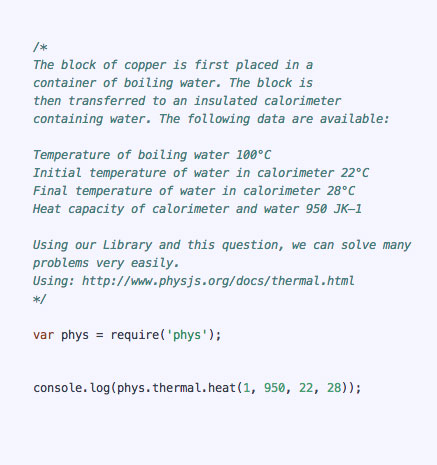 /*
The block of copper is first placed in a
container of boiling water. The block is
then transferred to an insulated calorimeter
containing water. The following data are available:
Temperature of boiling water 100°C
Initial temperature of water in calorimeter 22°C
Final temperature of water in calorimeter 28°C
Heat capacity of calorimeter and water 950 JK–1
Using our Library and this question, we can solve many
problems very easily.
Using: http://www.physjs.org/docs/thermal.html
*/
var phys = require('phys');
console.log(phys.thermal.heat(1, 950, 22, 28));